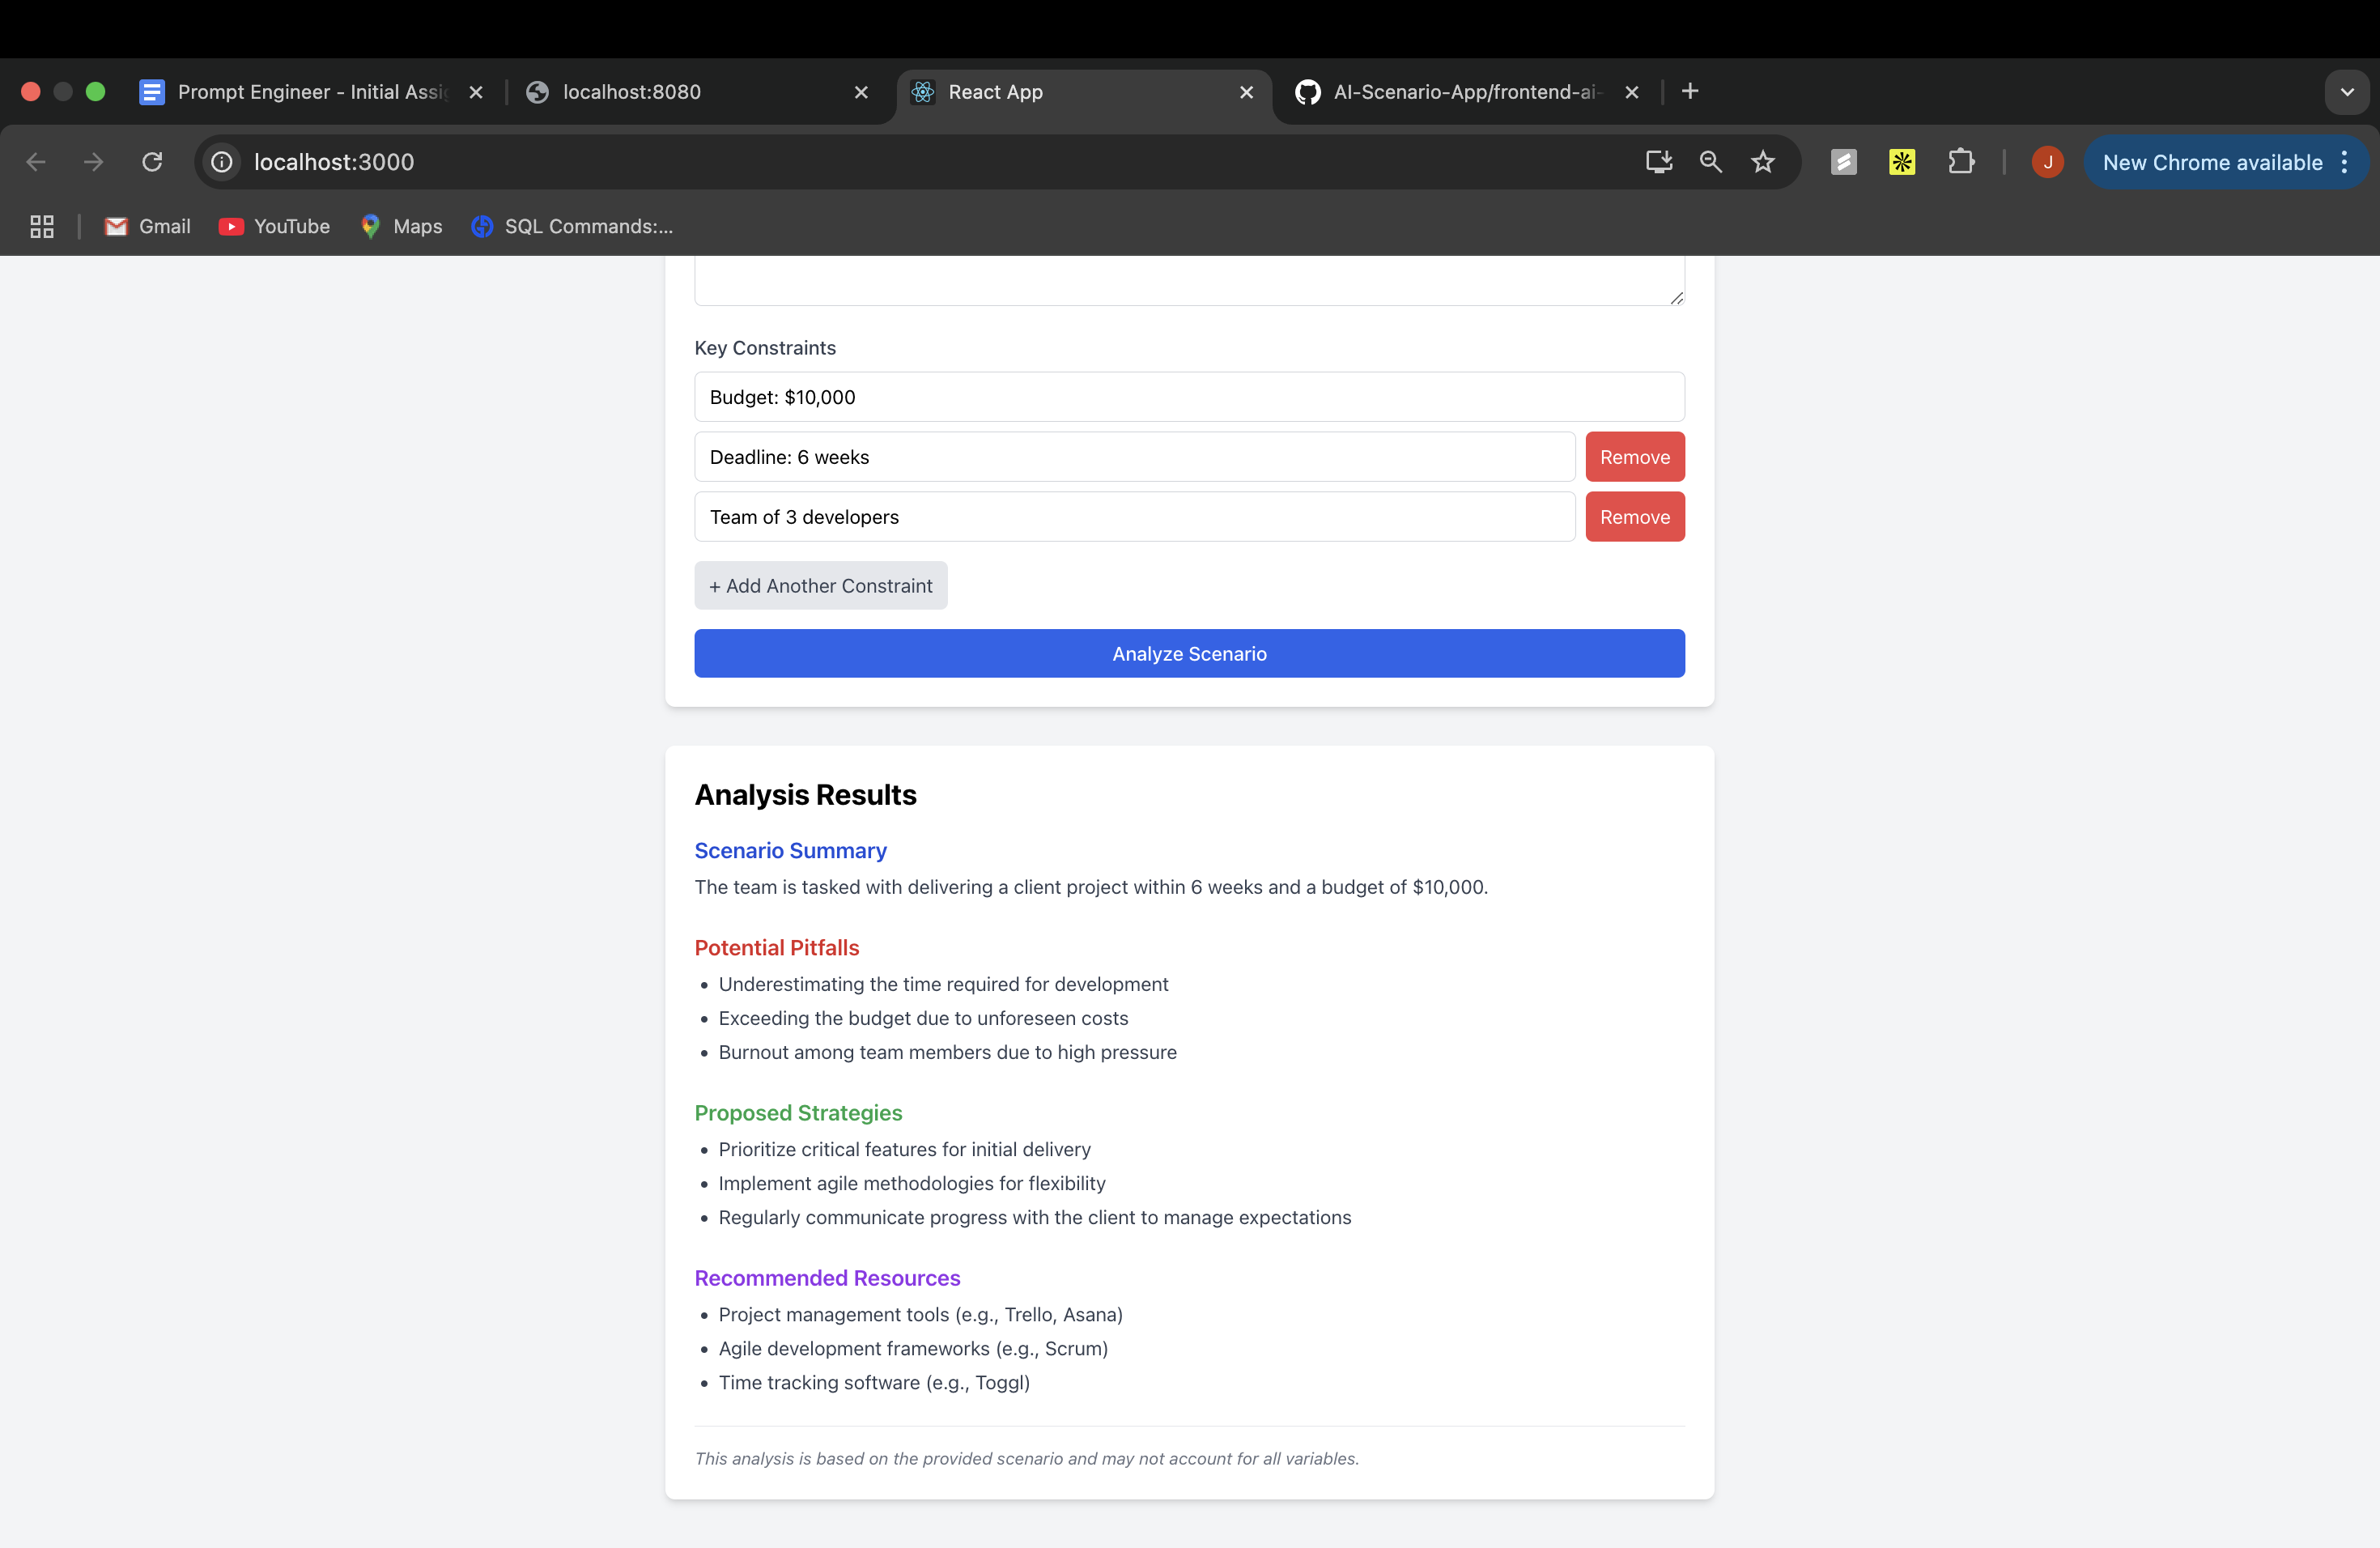 Prompt Engineer - Initial Assi
localhost:8080
React App
AI-Scenario-App/frontend-ai-
localhost:3000
J
New Chrome available
Gmail
YouTube
Maps
SQL Commands:...
Key Constraints
Budget: $10,000
Deadline: 6 weeks
Remove
Team of 3 developers
Remove
+ Add Another Constraint
Analyze Scenario
Analysis Results
Scenario Summary
The team is tasked with delivering a client project within 6 weeks and a budget of $10,000.
Potential Pitfalls
• Underestimating the time required for development
• Exceeding the budget due to unforeseen costs
• Burnout among team members due to high pressure
Proposed Strategies
• Prioritize critical features for initial delivery
• Implement agile methodologies for flexibility
• Regularly communicate progress with the client to manage expectations
Recommended Resources
• Project management tools (e.g., Trello, Asana)
• Agile development frameworks (e.g., Scrum)
• Time tracking software (e.g., Toggl)
This analysis is based on the provided scenario and may not account for all variables.